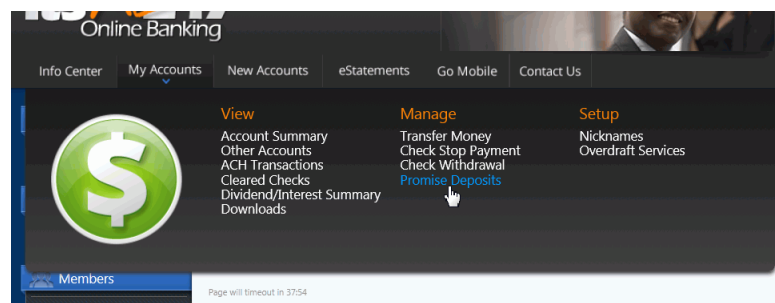 Online Banking
Info Center My Accounts New Accounts eStatements Go Mobile Contact Us
View
Account Summary
Other Accounts
ACH Transactions
Cleared Checks
Dividend/Interest Summary
Downloads
Manage
Transfer Money
Check Stop Payment
Check Withdrawal
Promise Deposits
Setup
Nicknames
Overdraft Services
$
Members
Page will timeout in 37:54